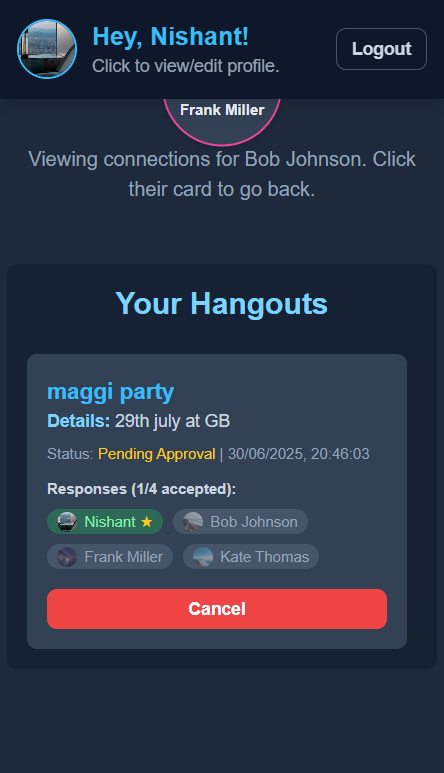 Hey, Nishant!
Click to view/edit profile.
Logout
Frank Miller
Viewing connections for Bob Johnson. Click
their card to go back.
Your Hangouts
maggi party
Details: 29th july at GB
Status: Pending Approval | 30/06/2025, 20:46:03
Responses (1/4 accepted):
Nishant ★ Bob Johnson
Frank Miller Kate Thomas
Cancel